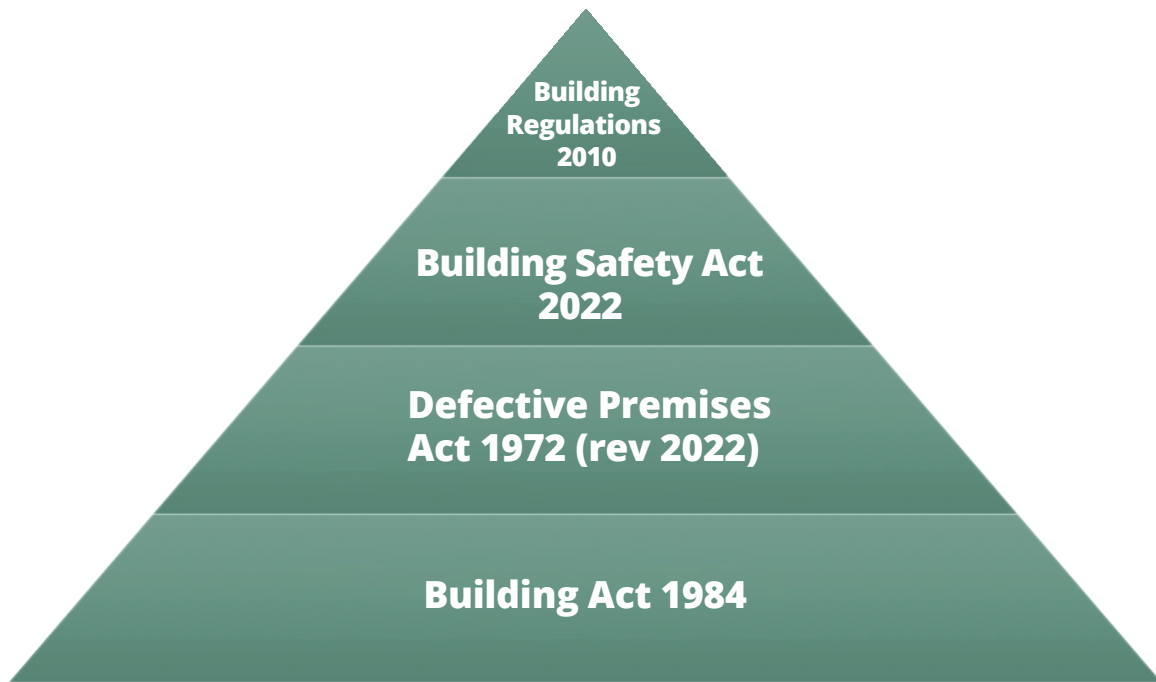 Building
Regulations
2010
Building Safety Act
2022
Defective Premises
Act 1972 (rev 2022)
Building Act 1984